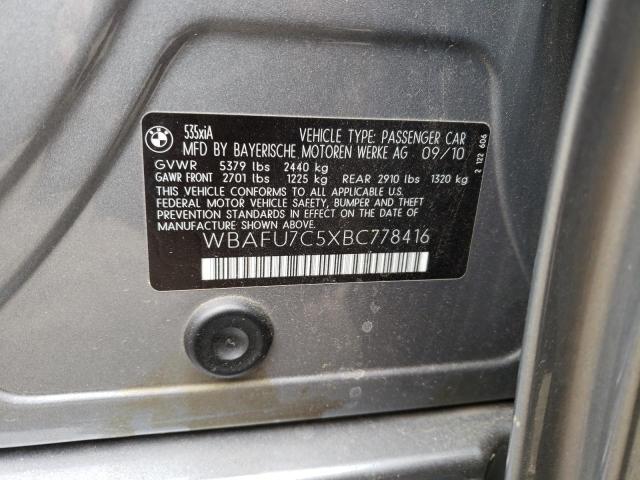 BMW
535xiA
VEHICLE TYPE: PASSENGER CAR
MFD BY BAYERISCHE MOTOREN WERKE AG 09/10
GVWR 5379 lbs 2440 kg
GAWR FRONT 2701 lbs 1225 kg REAR 2910 lbs 1320 kg
THIS VEHICLE CONFORMS TO ALL APPLICABLE U.S.
FEDERAL MOTOR VEHICLE SAFETY, BUMPER AND THEFT
PREVENTION STANDARDS IN EFFECT ON THE DATE OF
MANUFACTURE SHOWN ABOVE.
WBAFU7C5XBC778416
2 122 606